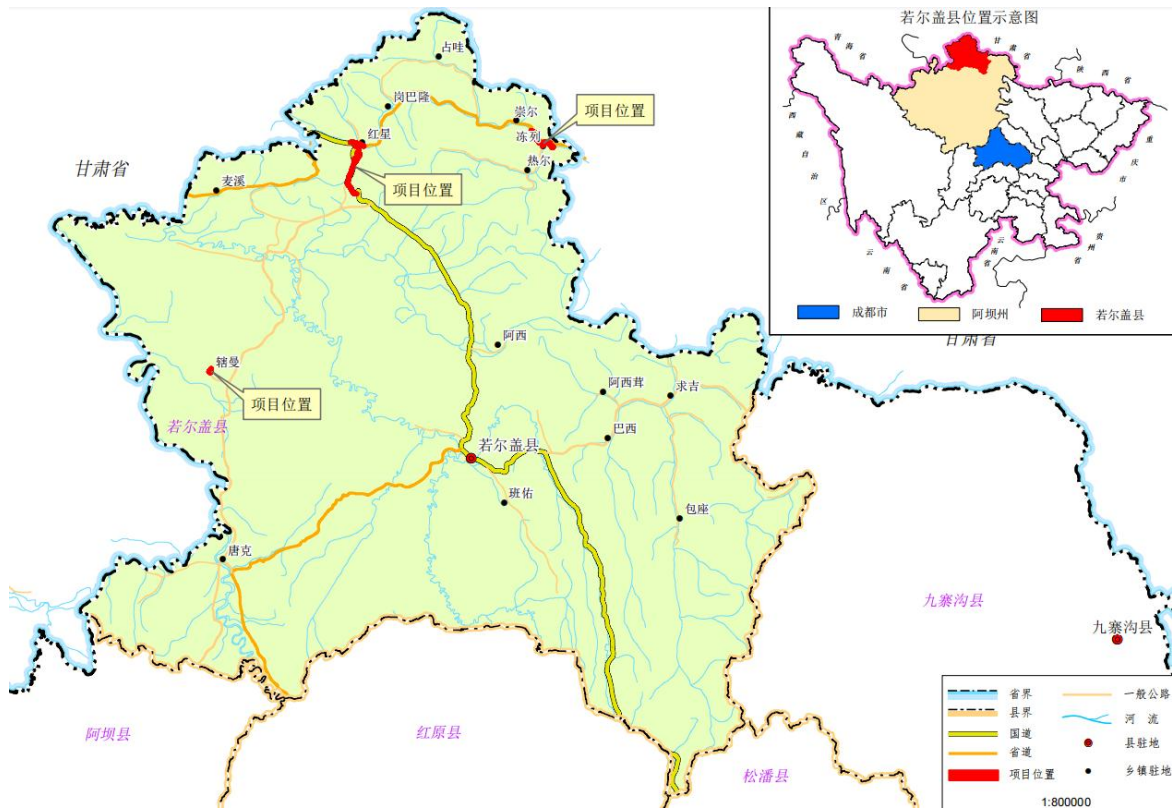 若尔盖县位置示意图
青海省
甘肃省
陕西省
西藏自治区
重庆市
贵州省
云南省
云南省
成都市
阿坝州
若尔盖县
甘肃省
甘肃省
占哇
岗巴隆
崇尔
红星
冻列
项目位置
热尔
麦溪
项目位置
阿西
辖曼
项目位置
阿西茸
求吉
巴西
若尔盖县
若尔盖县
班佑
包座
唐克
九寨沟县
九寨沟县
阿坝县
红原县
松潘县
省界
一般公路
县界
河流
国道
县驻地
省道
乡镇驻地
项目位置
1:800000